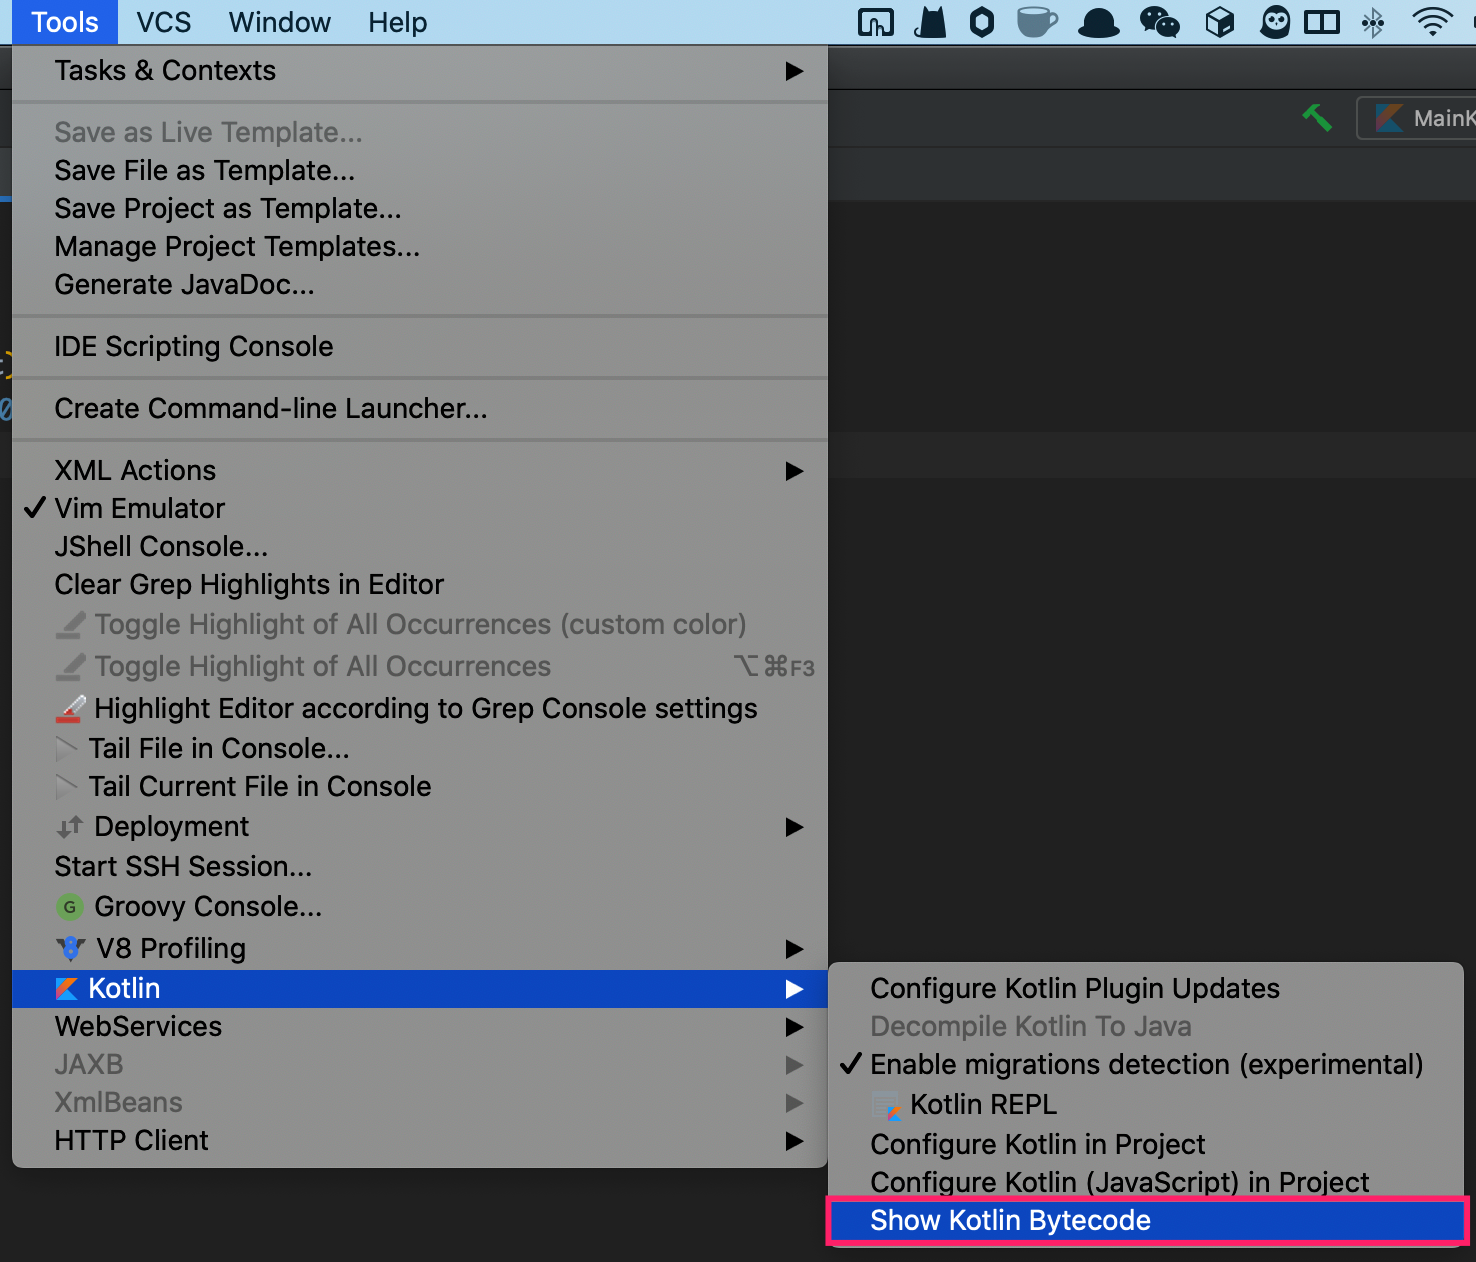 Tools VCS Window Help
MainK
Tasks & Contexts
Save as Live Template...
Save File as Template...
Save Project as Template...
Manage Project Templates...
Generate JavaDoc...
IDE Scripting Console
Create Command-line Launcher...
XML Actions
Vim Emulator
JShell Console...
Clear Grep Highlights in Editor
Toggle Highlight of All Occurrences (custom color)
Toggle Highlight of All Occurrences ⌥⌘F3
Highlight Editor according to Grep Console settings
Tail File in Console...
Tail Current File in Console
Deployment
Start SSH Session...
G Groovy Console...
V8 Profiling
Kotlin
WebServices
JAXB
XmlBeans
HTTP Client
Configure Kotlin Plugin Updates
Decompile Kotlin To Java
Enable migrations detection (experimental)
Kotlin REPL
Configure Kotlin in Project
Configure Kotlin (JavaScript) in Project
Show Kotlin Bytecode